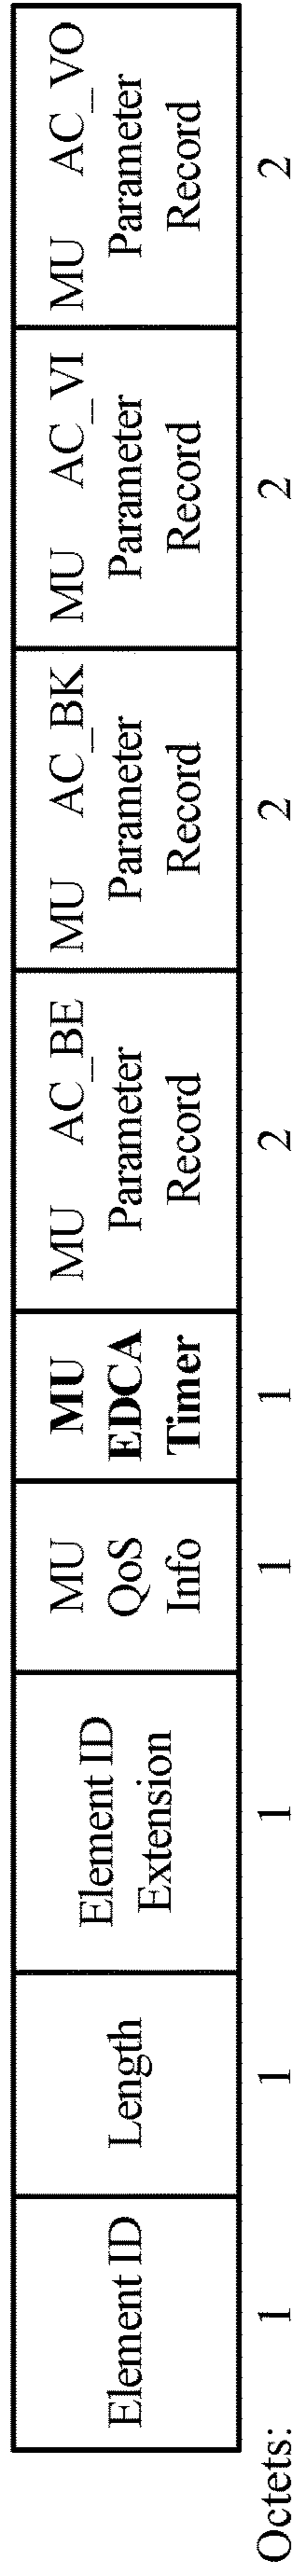 Element ID
Length
Element ID
Extension
MU
QoS
Info
MU
EDCA
Timer
MU AC_BE
Parameter
Record
MU AC_BK
Parameter
Record
MU AC_VI
Parameter
Record
MU AC_VO
Parameter
Record
Octets: 1 1 1 1 1 2 2 2 2